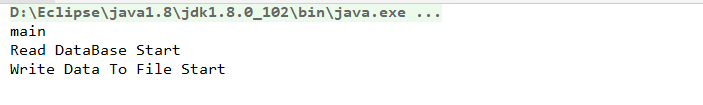 D:\Eclipse\java1.8\jdk1.8.0_102\bin\java.exe ...
main
Read DataBase Start
Write Data To File Start